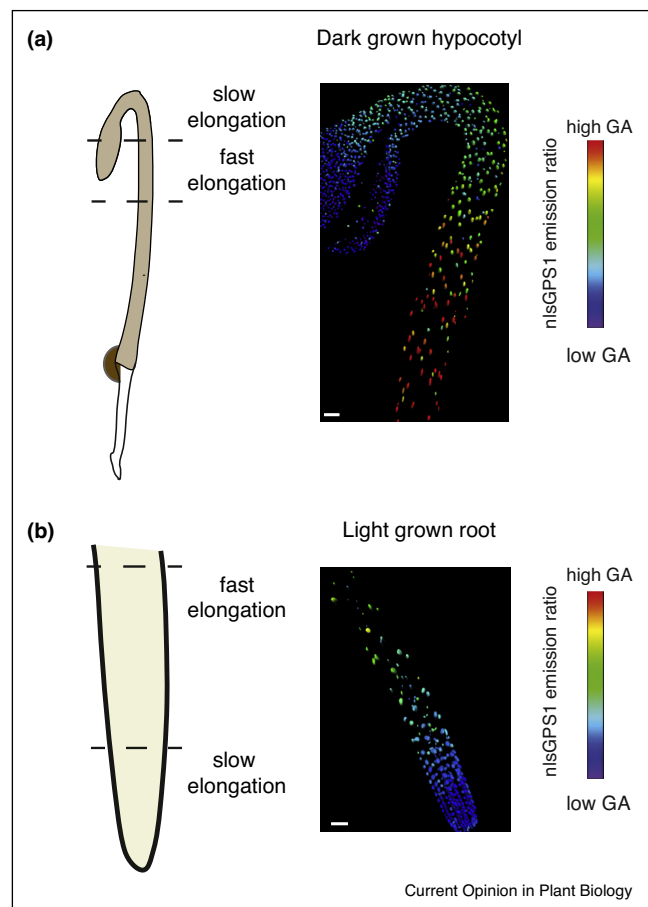 (a)
Dark grown hypocotyl
slow
elongation
fast
elongation
high GA
nlsGPS1 emission ratio
low GA
(b)
Light grown root
fast
elongation
slow
elongation
high GA
nlsGPS1 emission ratio
low GA
Current Opinion in Plant Biology